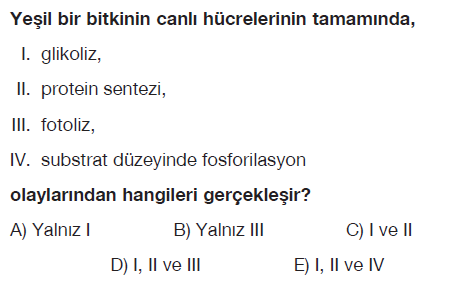 Yeşil bir bitkinin canlı hücrelerinin tamamında,
I. glikoliz,
II. protein sentezi,
III. fotoliz,
IV. substrat düzeyinde fosforilasyon
olaylarından hangileri gerçekleşir?
A) Yalnız I B) Yalnız III C) I ve II
D) I, II ve III E) I, II ve IV